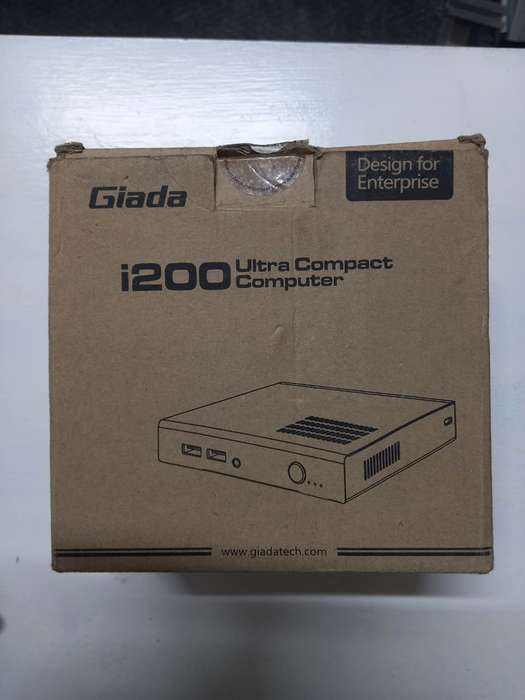 Giada
Design for
Enterprise
i200 Ultra Compact
Computer
www.giadatech.com